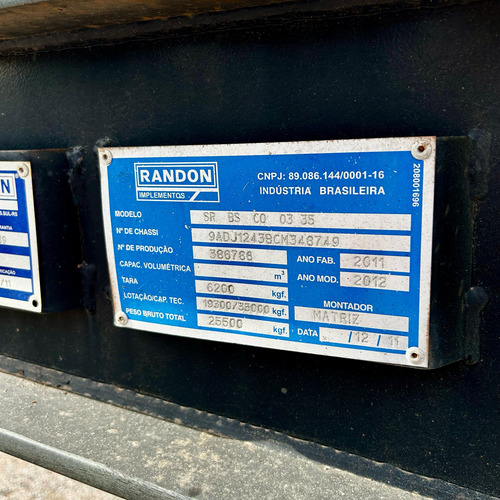 RANDON
IMPLEMENTOS
CNPJ: 89.086.144/0001-16
INDÚSTRIA BRASILEIRA
208001696
MODELO SR BS CO 03 35
Nº DE CHASSI 9ADJ1243BCM346749
Nº DE PRODUÇÃO 386766 ANO FAB. 2011
CAPAC. VOLUMÉTRICA m³ ANO MOD. 2012
TARA 6200 kgf.
LOTAÇÃO/CAP. TEC. 19300/35000 kgf. MONTADOR
PESO BRUTO TOTAL 25500 kgf. MATRIZ
DATA /12 / 11